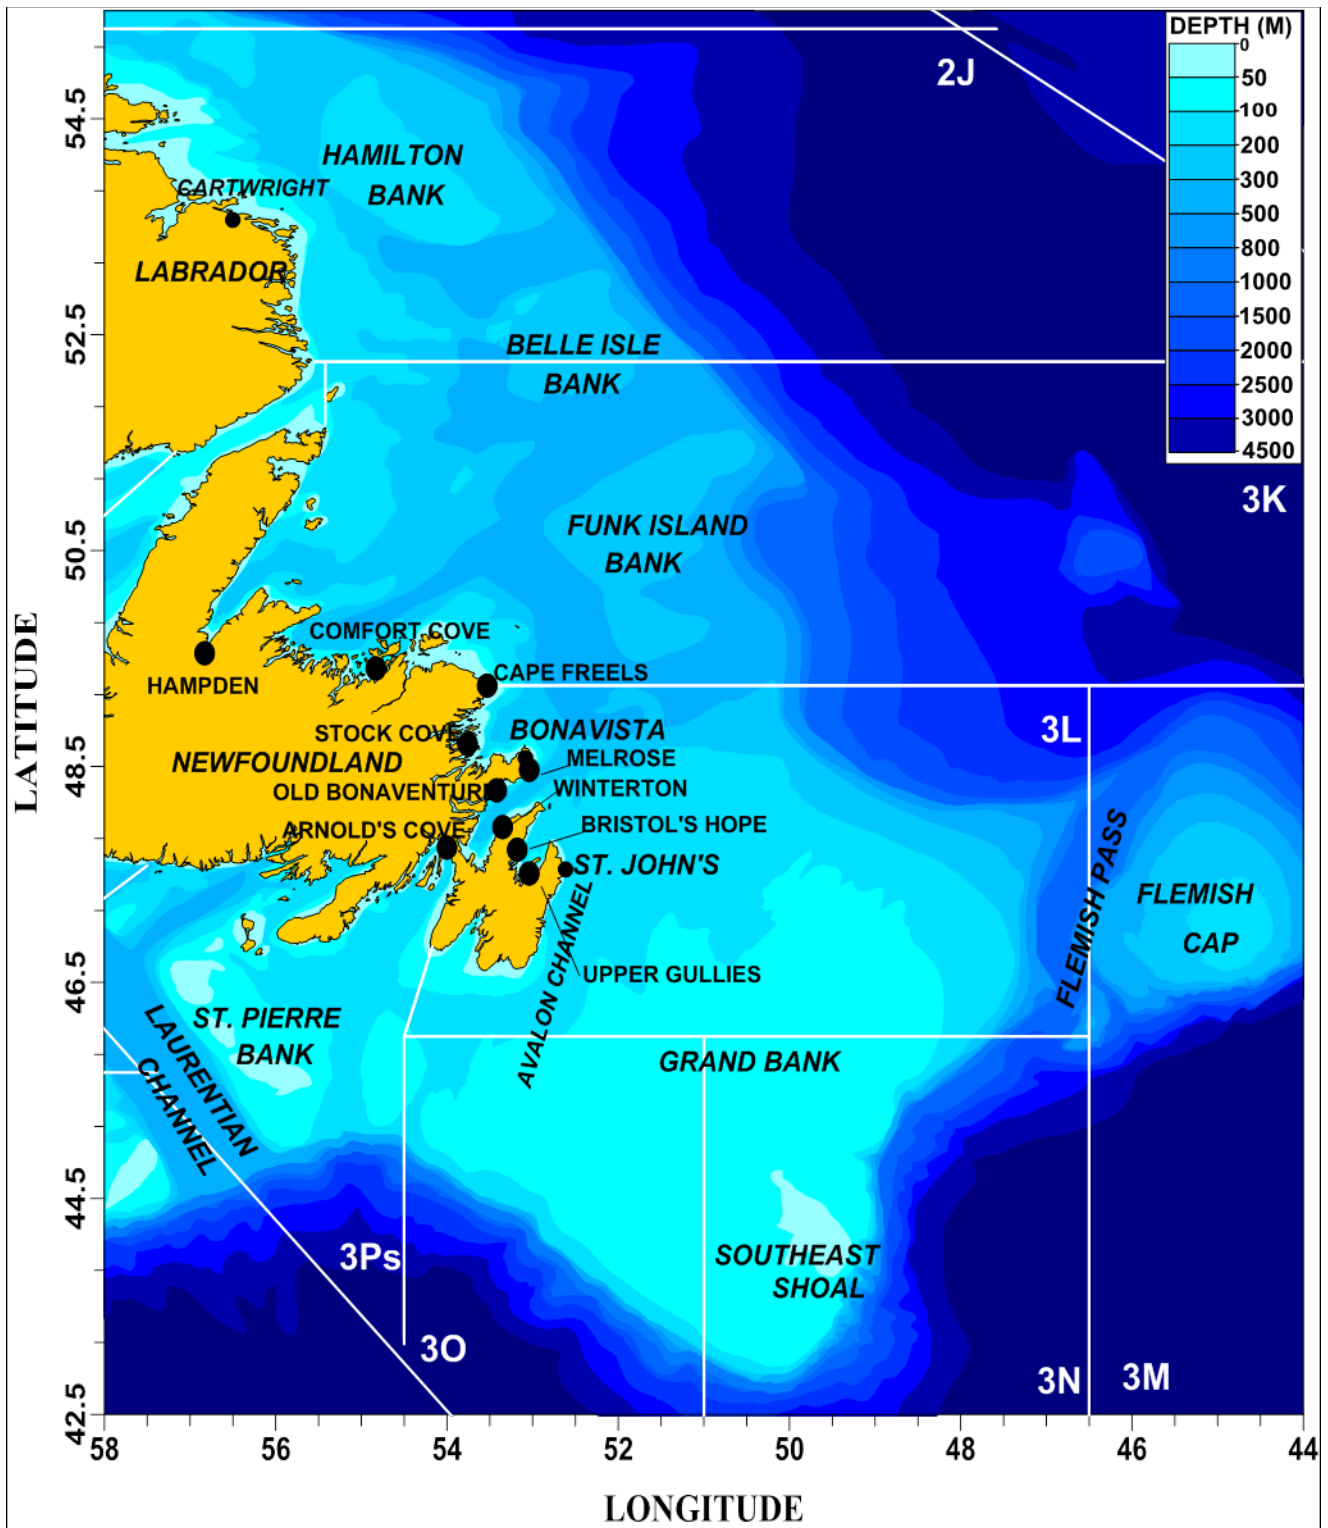 DEPTH (M)
0
50
100
200
300
500
800
1000
1500
2000
2500
3000
4500
2J
54.5
HAMILTON
BANK
CARTWRIGHT
LABRADOR
52.5
BELLE ISLE
BANK
3K
FUNK ISLAND
BANK
50.5
LATITUDE
COMFORT COVE
HAMPDEN
CAPE FREELS
STOCK COVE
BONAVISTA
3L
48.5
NEWFOUNDLAND
MELROSE
OLD BONAVENTURE
WINTERTON
ARNOLD'S COVE
BRISTOL'S HOPE
ST. JOHN'S
FLEMISH PASS
FLEMISH
CAP
AVALON CHANNEL
UPPER GULLIES
46.5
ST. PIERRE
BANK
LAURENTIAN
CHANNEL
GRAND BANK
44.5
SOUTHEAST
SHOAL
3Ps
3O
3N
3M
42.5
58
56
54
52
50
48
46
44
LONGITUDE